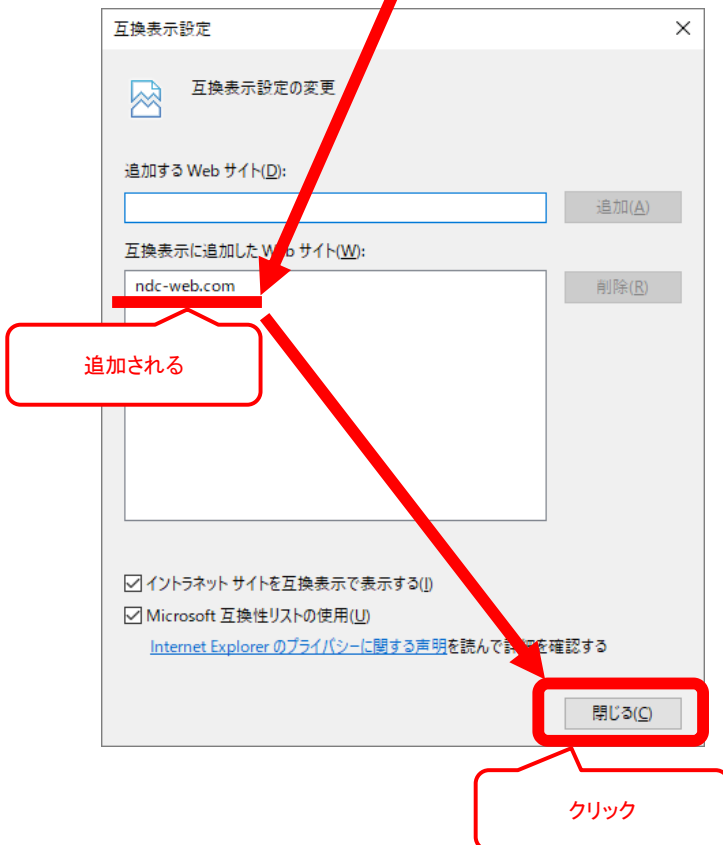 互換表示設定
互換表示設定の変更
追加する Web サイト(D):
追加(A)
互換表示に追加した Web サイト(W):
ndc-web.com
削除(R)
追加される
イントラネット サイトを互換表示で表示する(I)
Microsoft 互換性リストの使用(U)
Internet Explorer のプライバシーに関する声明を読んで詳細を確認する
閉じる(C)
クリック